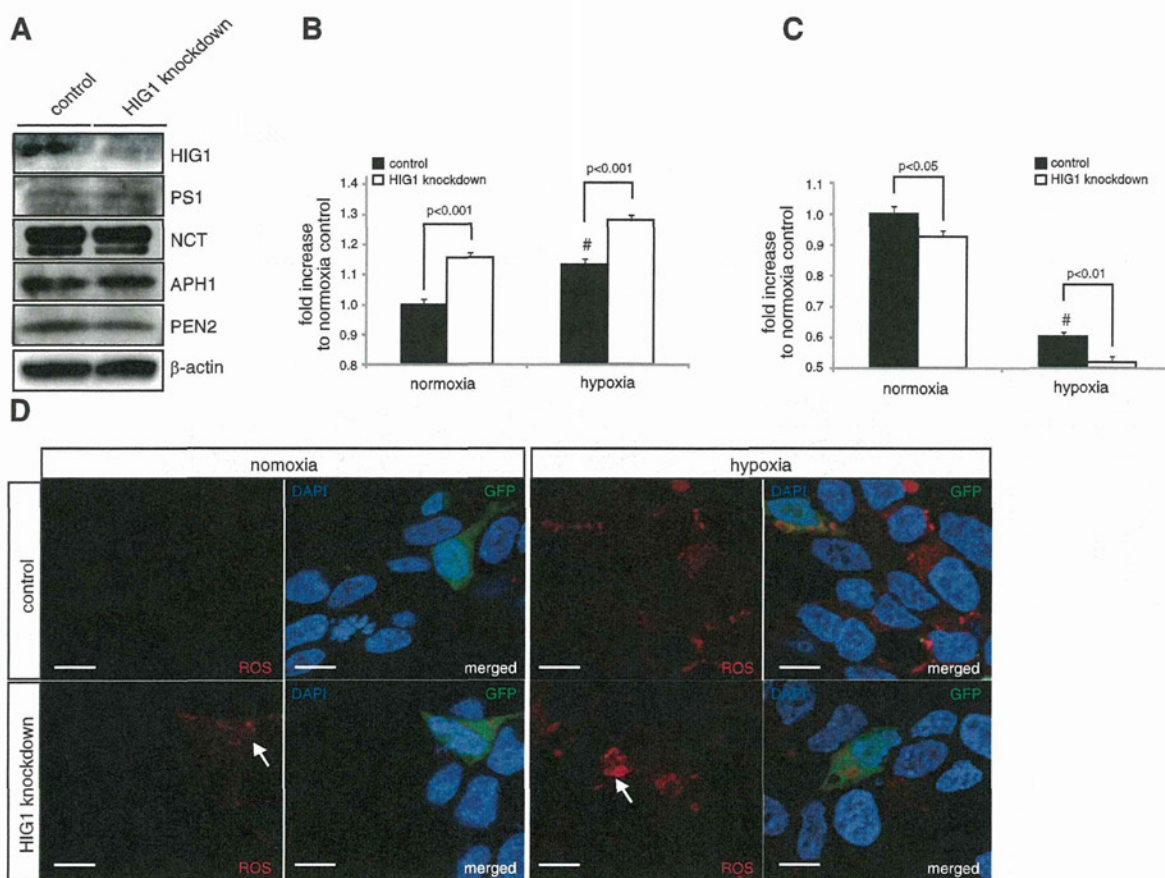 A
control
HIG1 knockdown
HIG1
PS1
NCT
APH1
PEN2
β-actin
B
control
HIG1 knockdown
fold increase
to normoxia control
1.4
1.3
1.2
1.1
1.0
0.9
0.8
p<0.001
p<0.001
#
normoxia
hypoxia
C
control
HIG1 knockdown
fold increase
to normoxia control
1.1
1.0
0.9
0.8
0.7
0.6
0.5
p<0.05
p<0.01
#
normoxia
hypoxia
D
nomoxia
hypoxia
control
ROS
DAPI
GFP
merged
ROS
DAPI
GFP
merged
HIG1 knockdown
ROS
DAPI
GFP
merged
ROS
DAPI
GFP
merged